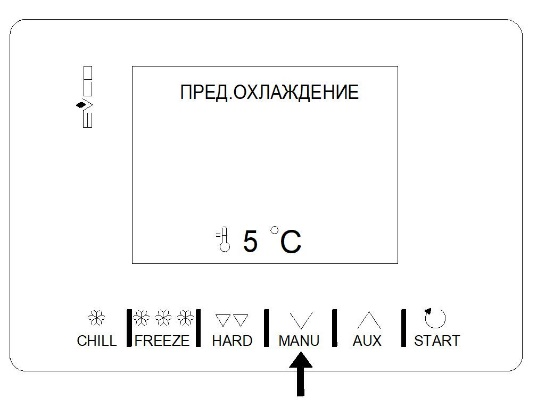 ПРЕД.ОХЛАЖДЕНИЕ
5 °C
CHILL FREEZE HARD MANU AUX START